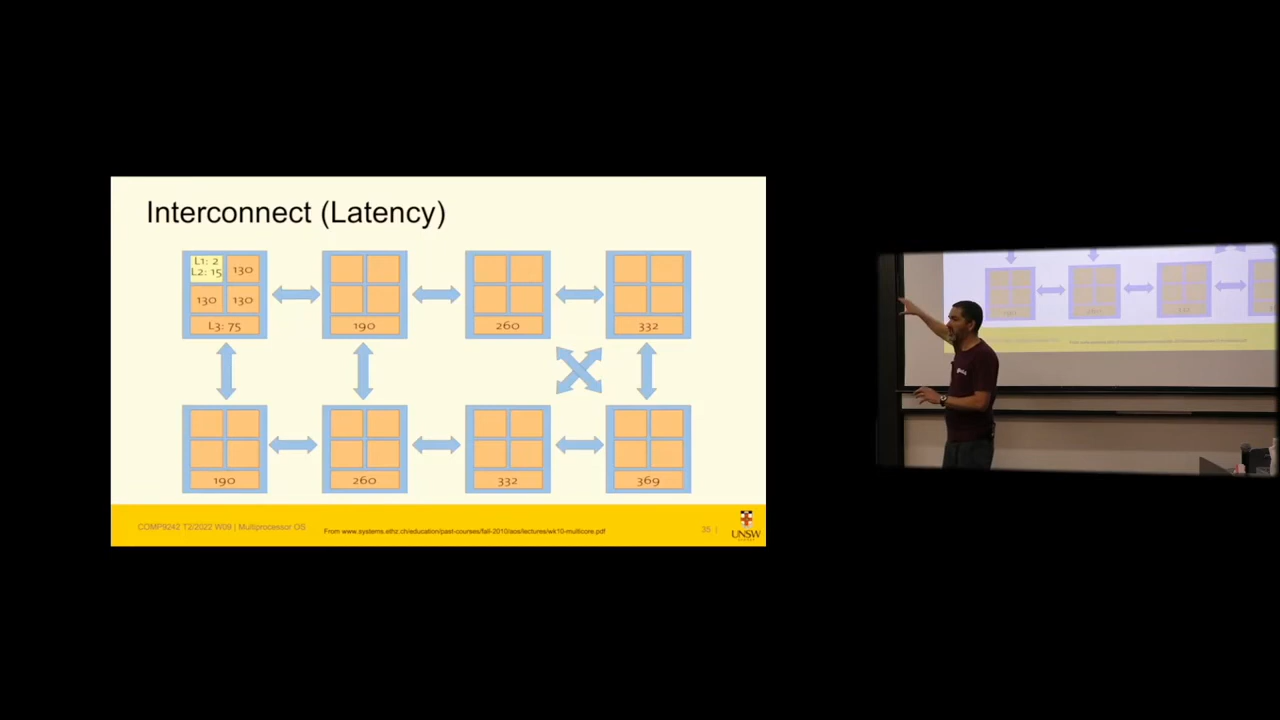 Interconnect (Latency)
L1: 2
L2: 15
130
130
130
L3: 75
190
260
332
190
260
332
369
COMP9242 T2/2022 W09 | Multiprocessor OS
From www.systems.ethz.ch/education/past-courses/fall-2010/aos/lectures/wk10-multicore.pdf
35 |
UNSW